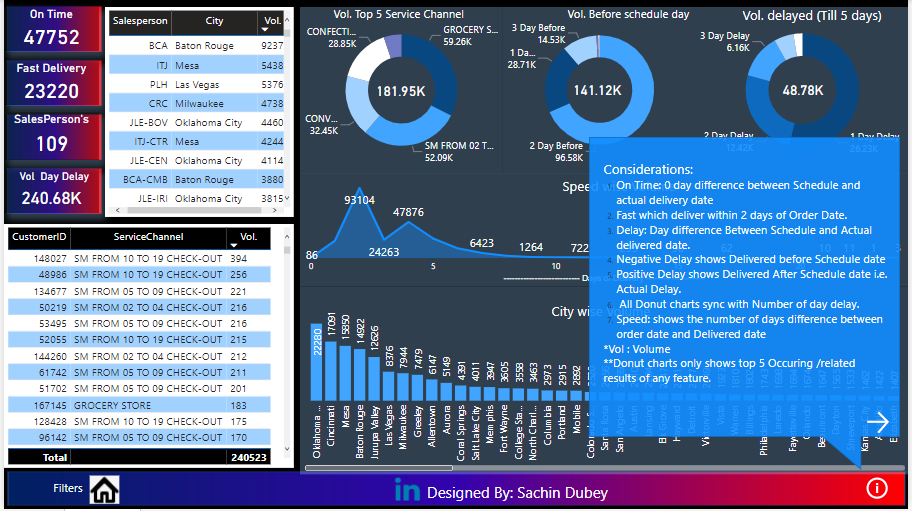 On Time
47752
Fast Delivery
23220
SalesPerson's
109
Vol Day Delay
240.68K
Salesperson City Vol.
BCA Baton Rouge 9237
ITJ Mesa 5438
PLH Las Vegas 5376
CRC Milwaukee 4738
JLE-BOV Oklahoma City 4460
ITJ-CTR Mesa 4244
JLE-CEN Oklahoma City 4114
BCA-CMB Baton Rouge 3880
JLE-IRI Oklahoma City 3815
CustomerID ServiceChannel Vol.
148027 SM FROM 10 TO 19 CHECK-OUT 394
48986 SM FROM 10 TO 19 CHECK-OUT 256
134677 SM FROM 05 TO 09 CHECK-OUT 221
50219 SM FROM 02 TO 04 CHECK-OUT 216
53495 SM FROM 05 TO 09 CHECK-OUT 216
52055 SM FROM 10 TO 19 CHECK-OUT 215
144260 SM FROM 02 TO 04 CHECK-OUT 212
61742 SM FROM 05 TO 09 CHECK-OUT 211
51702 SM FROM 05 TO 09 CHECK-OUT 201
167145 GROCERY STORE 183
128428 SM FROM 10 TO 19 CHECK-OUT 175
96142 SM FROM 05 TO 09 CHECK-OUT 170
Total 240523
Vol. Top 5 Service Channel
CONFECTI...
28.85K
GROCERY S...
59.26K
181.95K
CONV...
32.45K
SM FROM 02 T...
52.09K
Vol. Before schedule day
3 Day Before
14.53K
1 Da...
28.71K
141.12K
2 Day Before
96.58K
Vol. delayed (Till 5 days)
3 Day Delay
6.16K
48.78K
2 Day Delay
12.42K
1 Day Delay
Speed w
86
93104
24263
47876
6423
1264
722
0
5
10
Days
City wise V
22280
17091
15850
14922
12626
8376
7944
7479
6147
5149
4391
4011
3947
3605
3558
3463
2973
2915
2892
Oklahoma ...
Cincinnati
Mesa
Baton Rouge
Jurupa Valley
Las Vegas
Milwaukee
Greeley
Allentown
Aurora
Coral Springs
Salt Lake City
Memphis
Fort Wayne
College Sta...
North Charl...
Columbia
Portland
Mobile
Considerations:
1. On Time: 0 day difference between Schedule and
actual delivery date
2. Fast which deliver within 2 days of Order Date.
3. Delay: Day difference Between Schedule and Actual
delivered date.
4. Negative Delay shows Delivered before Schedule date
5. Positive Delay shows Delivered After Schedule date i.e.
Actual Delay.
6. All Donut charts sync with Number of day delay.
7. Speed: shows the number of days difference between
order date and Delivered date
*Vol : Volume
**Donut charts only shows top 5 Occuring /related
results of any feature.
Filters
in
Designed By: Sachin Dubey